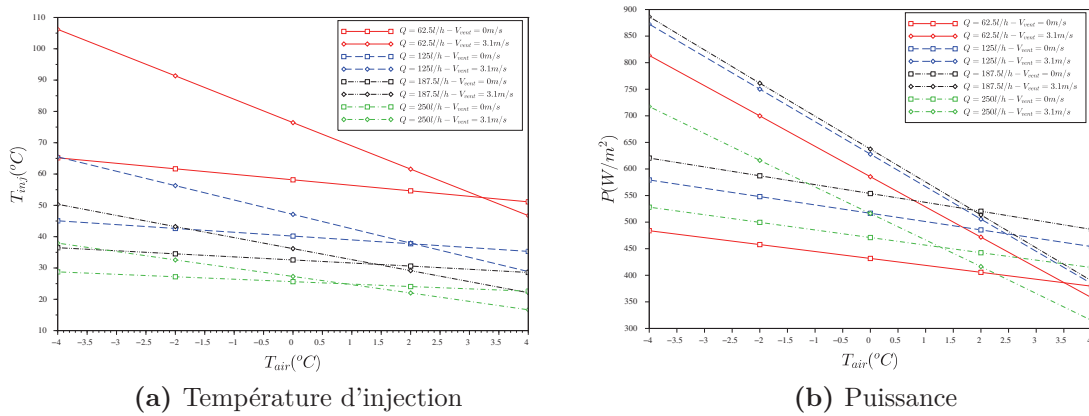 110
100
90
80
70
60
50
40
30
20
10
T_inj(°C)
-4 -3.5 -3 -2.5 -2 -1.5 -1 -0.5 0 0.5 1 1.5 2 2.5 3 3.5 4
T_air(°C)
Q = 62.5l/h − V_vent = 0m/s
Q = 62.5l/h − V_vent = 3.1m/s
Q = 125l/h − V_vent = 0m/s
Q = 125l/h − V_vent = 3.1m/s
Q = 187.5l/h − V_vent = 0m/s
Q = 187.5l/h − V_vent = 3.1m/s
Q = 250l/h − V_vent = 0m/s
Q = 250l/h − V_vent = 3.1m/s
(a) Température d'injection
900
850
800
750
700
650
600
550
500
450
400
350
300
P(W/m²)
-4 -3.5 -3 -2.5 -2 -1.5 -1 -0.5 0 0.5 1 1.5 2 2.5 3 3.5 4
T_air(°C)
Q = 62.5l/h − V_vent = 0m/s
Q = 62.5l/h − V_vent = 3.1m/s
Q = 125l/h − V_vent = 0m/s
Q = 125l/h − V_vent = 3.1m/s
Q = 187.5l/h − V_vent = 0m/s
Q = 187.5l/h − V_vent = 3.1m/s
Q = 250l/h − V_vent = 0m/s
Q = 250l/h − V_vent = 3.1m/s
(b) Puissance